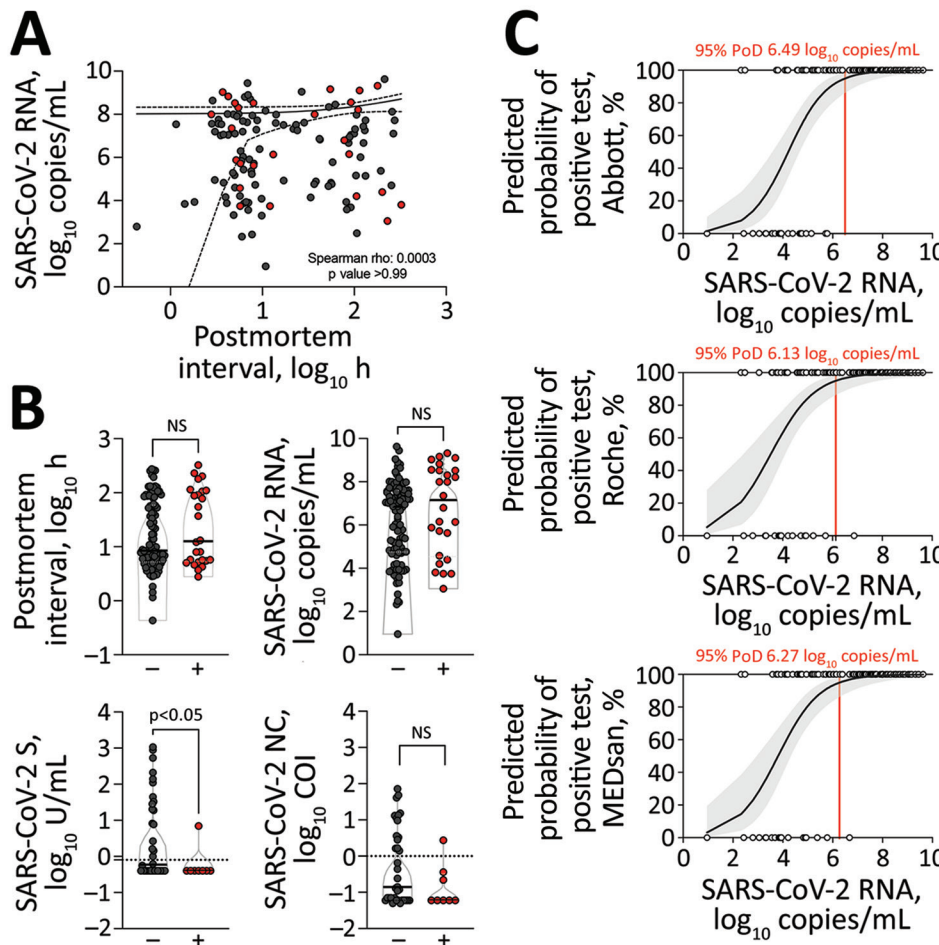 A
SARS-CoV-2 RNA,
log10 copies/mL
10
8
6
4
2
0
0
1
2
3
Spearman rho: 0.0003
p value >0.99
Postmortem
interval, log10 h
B
Postmortem
interval, log10 h
3
2
1
0
–1
NS
–
+
SARS-CoV-2 RNA,
log10 copies/mL
10
8
6
4
2
0
NS
–
+
SARS-CoV-2 S,
log10 U/mL
4
3
2
1
0
–1
–2
p<0.05
–
+
SARS-CoV-2 NC,
log10 COI
4
3
2
1
0
–1
–2
NS
–
+
C
95% PoD 6.49 log10 copies/mL
Predicted
probability of
positive test,
Abbott, %
100
80
60
40
20
0
0
2
4
6
8
10
SARS-CoV-2 RNA,
log10 copies/mL
95% PoD 6.13 log10 copies/mL
Predicted
probability of
positive test,
Roche, %
100
80
60
40
20
0
0
2
4
6
8
10
SARS-CoV-2 RNA,
log10 copies/mL
95% PoD 6.27 log10 copies/mL
Predicted
probability of
positive test,
MEDsan, %
100
80
60
40
20
0
0
2
4
6
8
10
SARS-CoV-2 RNA,
log10 copies/mL